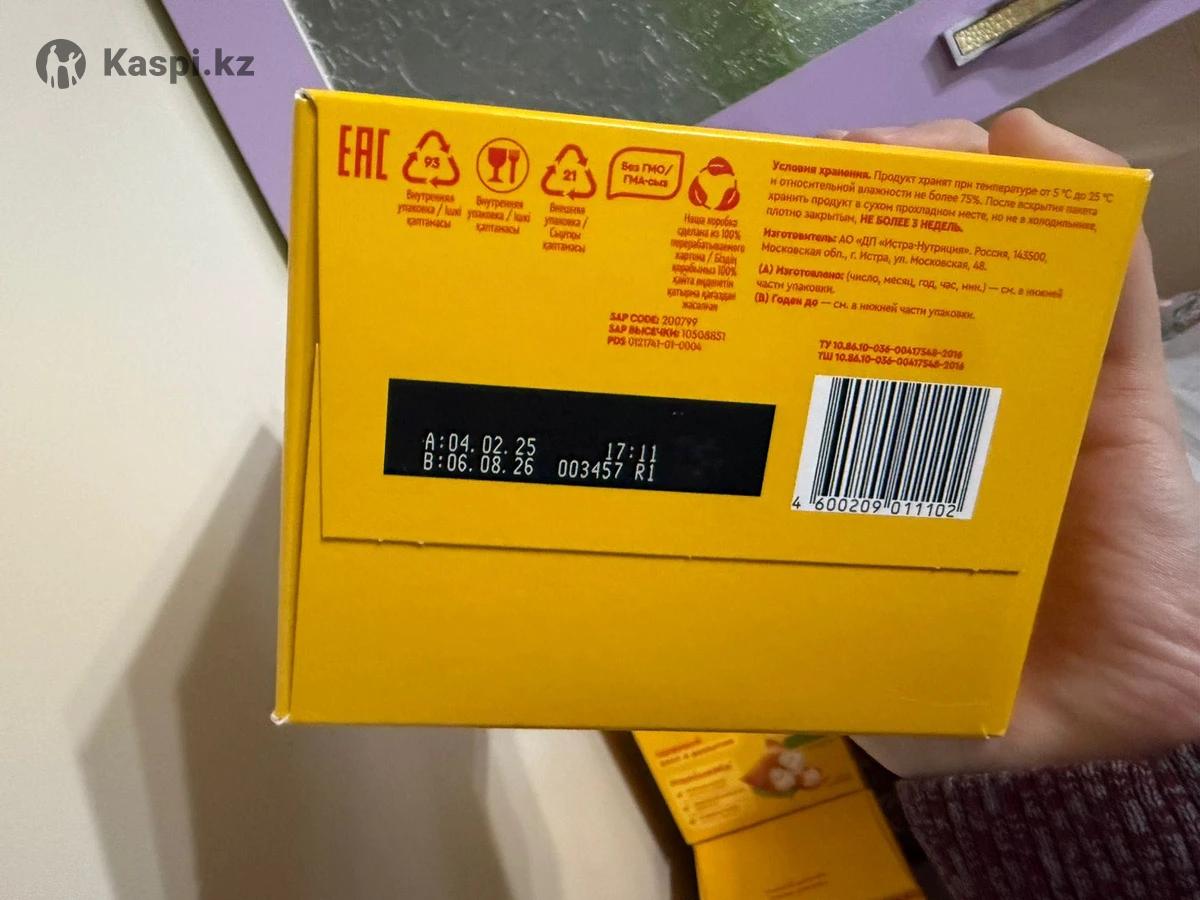 Kaspi.kz
EAC
93
Внутренняя
упаковка / Ішкі
қаптамасы
Внутренняя
упаковка / Ішкі
қаптамасы
21
Внешняя
упаковка /
Сыртқы
қаптамасы
Без ГМО/
ГМА-сыз
Наша коробка
сделана из 100%
перерабатываемого
картона / Біздің
қорабымыз 100%
қайта өңделетін
қатырма қағаздан
жасалған
Условия хранения. Продукт хранят при температуре от 5 °C до 25 °C
и относительной влажности не более 75%. После вскрытия пакета
хранить продукт в сухом прохладном месте, но не в холодильнике,
плотно закрытым, НЕ БОЛЕЕ 3 НЕДЕЛЬ.
Изготовитель: АО «ДП «Истра-Нутриция». Россия, 143500,
Московская обл., г. Истра, ул. Московская, 48.
(A) Изготовлено: (число, месяц, год, час, мин.) — см. в нижней
части упаковки.
(B) Годен до — см. в нижней части упаковки.
SAP CODE: 200799
SAP ВЫСЕЧКИ: 10508851
PDS 0121741-01-0004
ТУ 10.86.10-036-00417548-2016
ТШ 10.86.10-036-00417548-2016
A:04. 02. 25 17:11
B:06. 08. 26 003457 R1
4 600209 011102